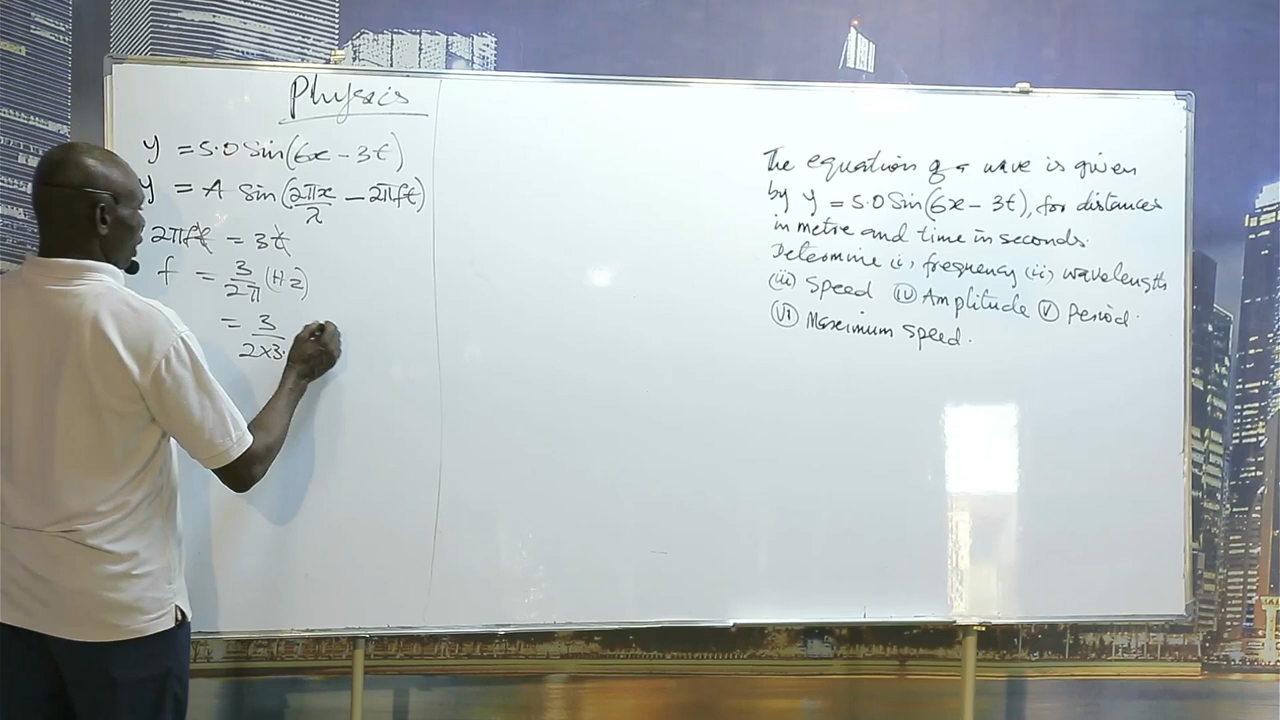 Physics
y = 5.0 Sin(6x - 3t)
y = A Sin(2πx/λ - 2πft)
2πft = 3t
f = 3/2π (Hz)
= 3/2×3.
The equation of a wave is given
by y = 5.0 Sin(6x - 3t), for distances
in metre and time in seconds.
Determine (i), frequency (ii), wavelength
(iii) Speed (iv) Amplitude (v) Period.
(vi) Maximum speed.